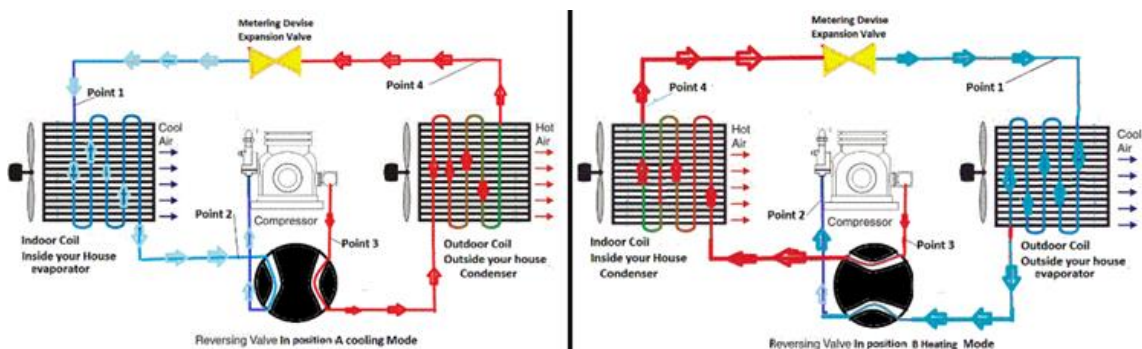 Metering Devise
Expansion Valve
Point 1
Point 4
Cool
Air
Hot
Air
Point 2
Compressor
Point 3
Indoor Coil
Inside your House
evaporator
Outdoor Coil
Outside your house
Condenser
Reversing Valve In position A cooling Mode
Metering Devise
Expansion Valve
Point 4
Point 1
Hot
Air
Cool
Air
Point 2
Compressor
Point 3
Indoor Coil
Inside your House
Condenser
Outdoor Coil
Outside your house
evaporator
Reversing Valve In position B Heating Mode